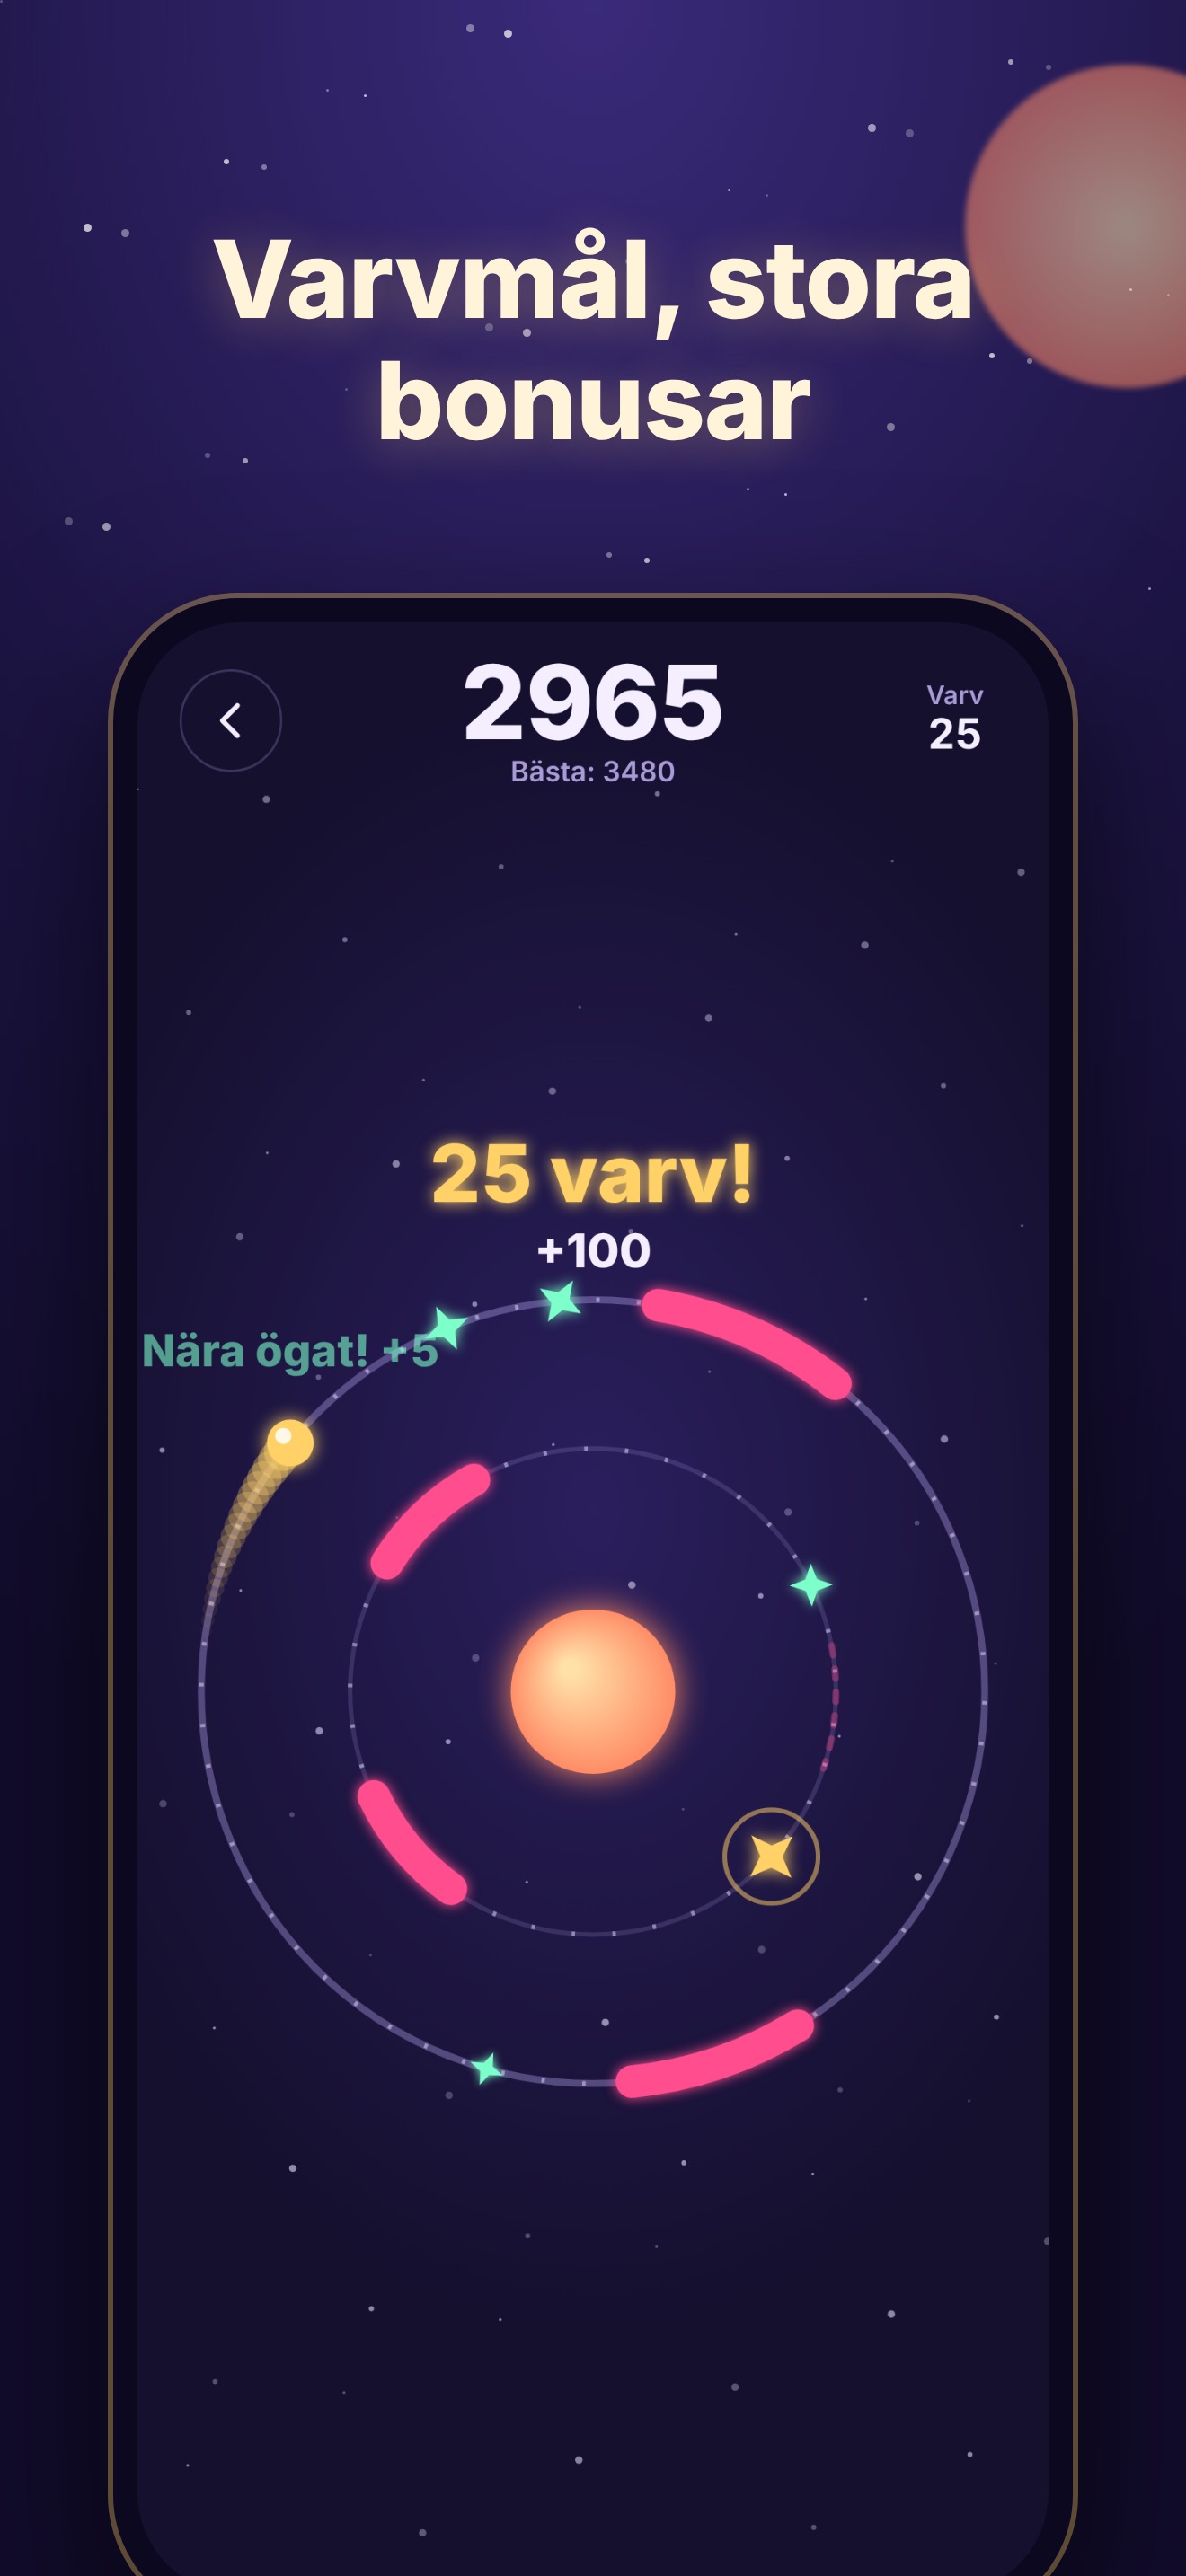 Varvmål, stora
bonusar
2965
Bästa: 3480
Varv
25
25 varv!
+100
Nära ögat! +5